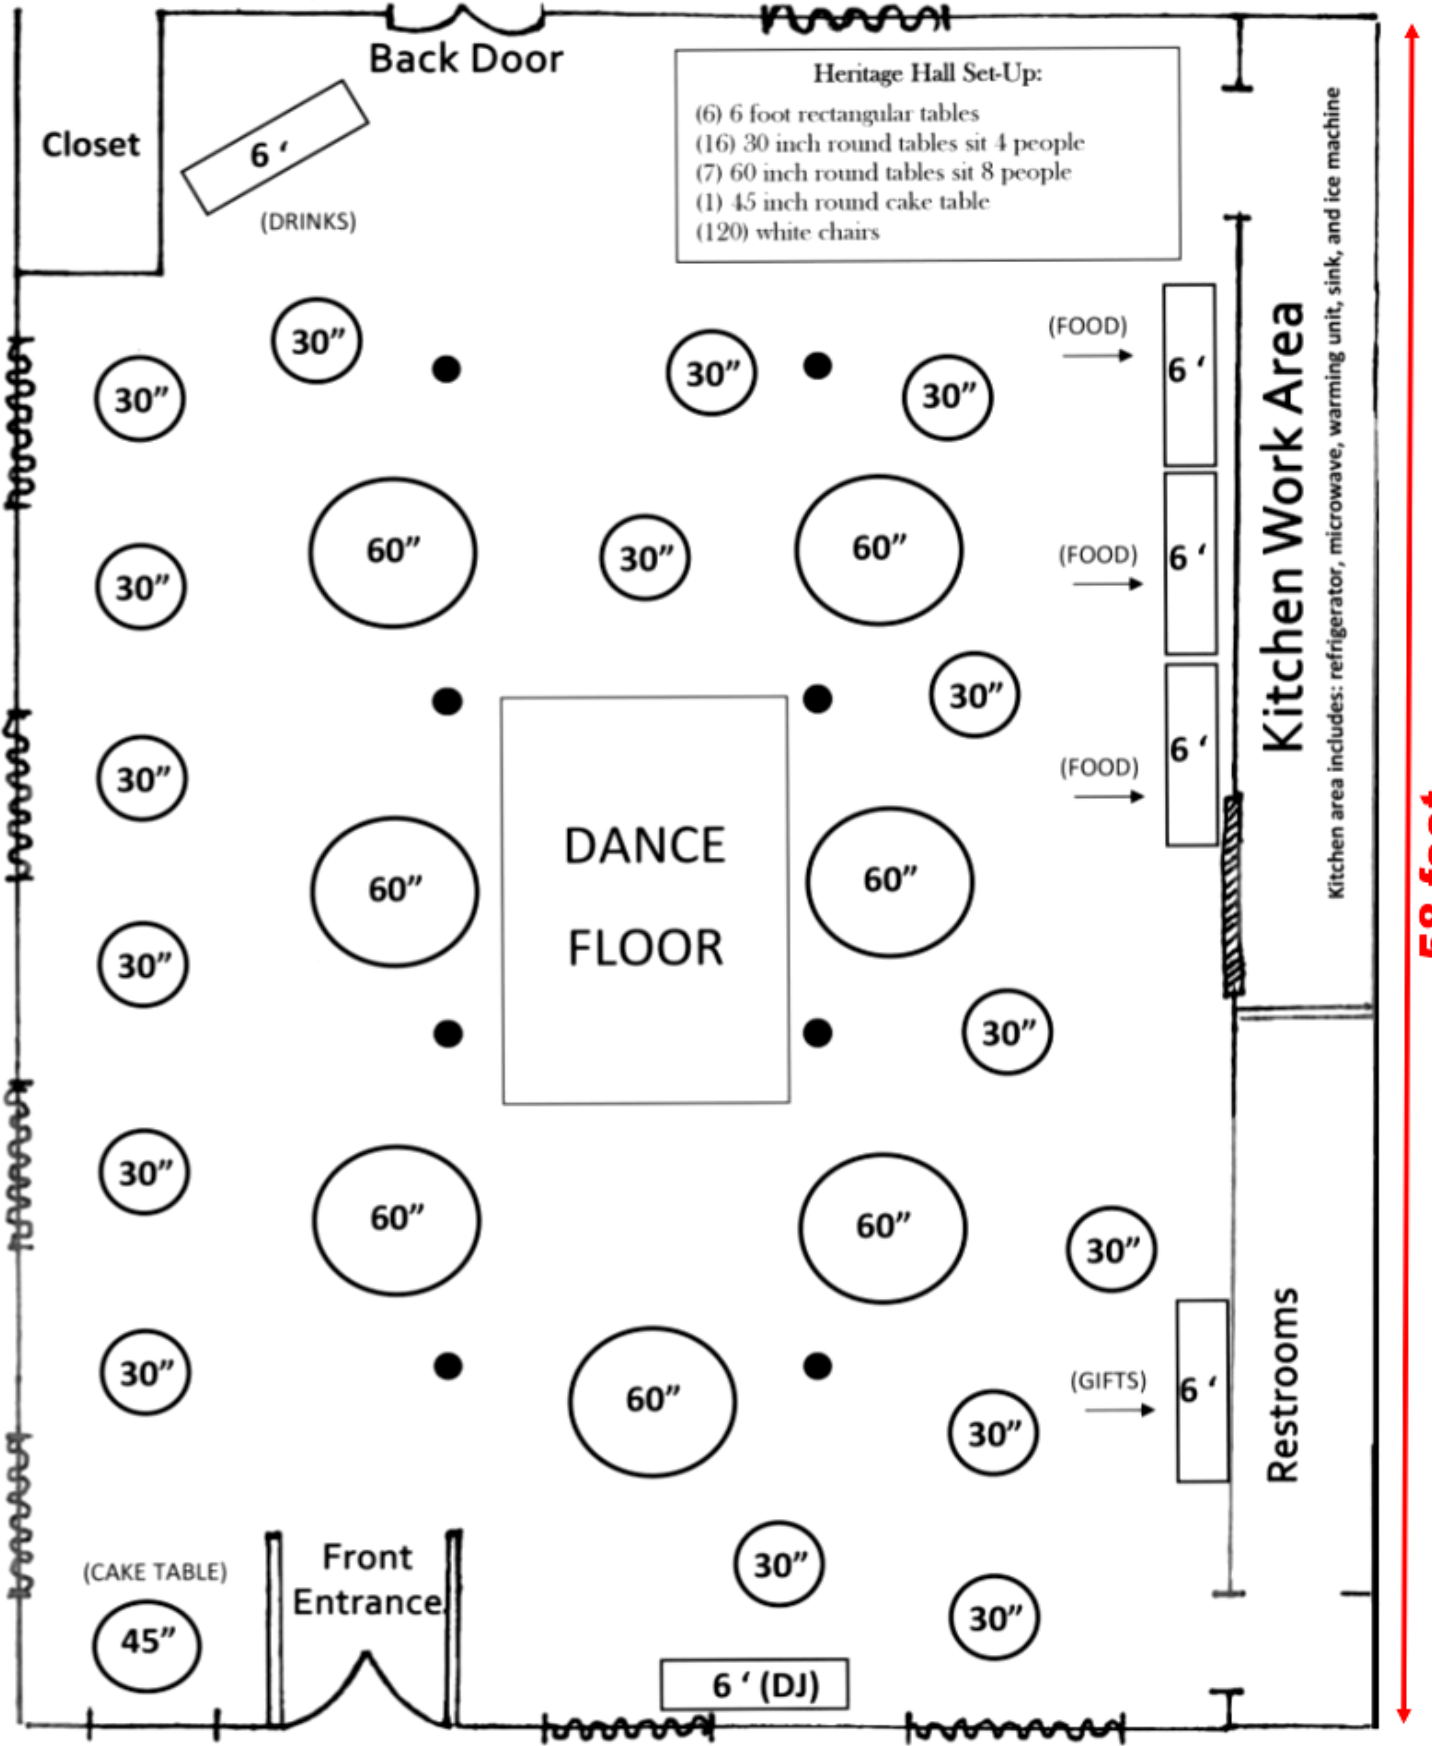 Back Door
Heritage Hall Set-Up:
(6) 6 foot rectangular tables
(16) 30 inch round tables sit 4 people
(7) 60 inch round tables sit 8 people
(1) 45 inch round cake table
(120) white chairs
Closet
6 ‘
(DRINKS)
30”
30”
30”
30”
(FOOD)
6 ‘
60”
30”
60”
30”
(FOOD)
6 ‘
30”
(FOOD)
6 ‘
30”
DANCE
FLOOR
60”
60”
30”
30”
30”
60”
60”
30”
30”
60”
30”
(GIFTS)
6 ‘
Kitchen Work Area
Kitchen area includes: refrigerator, microwave, warming unit, sink, and ice machine
Restrooms
(CAKE TABLE)
45”
Front
Entrance
30”
30”
6 ‘ (DJ)
58 feet